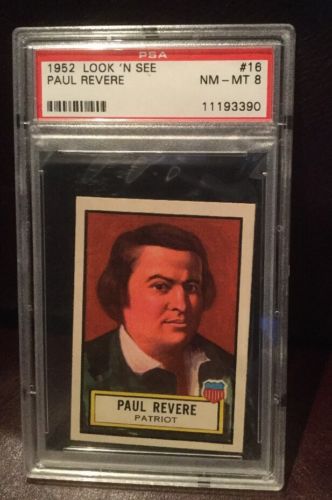 PSA
1952 LOOK 'N SEE #16
PAUL REVERE NM-MT 8
11193390
PAUL REVERE
PATRIOT